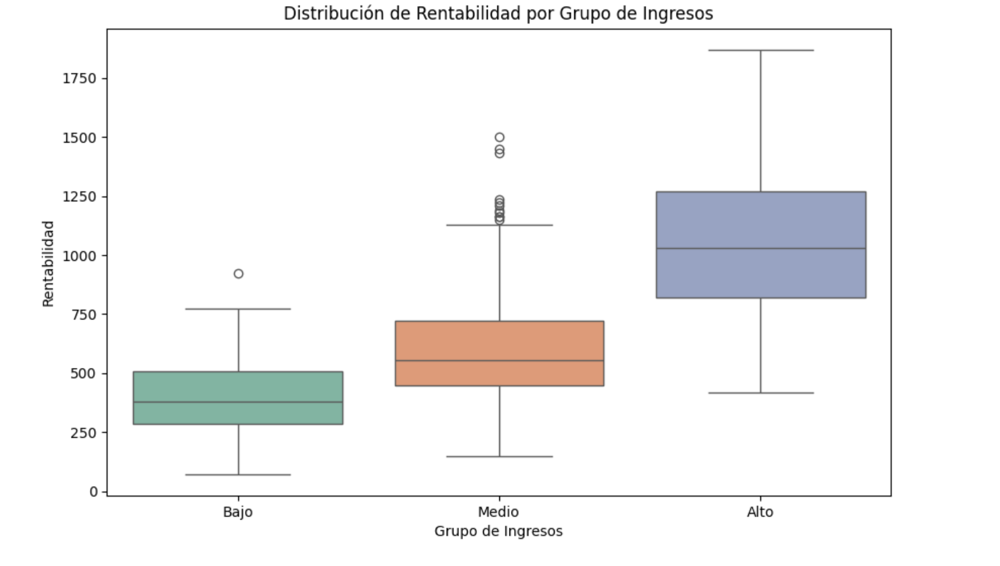 Distribución de Rentabilidad por Grupo de Ingresos
Rentabilidad
1750
1500
1250
1000
750
500
250
0
Bajo Medio Alto
Grupo de Ingresos